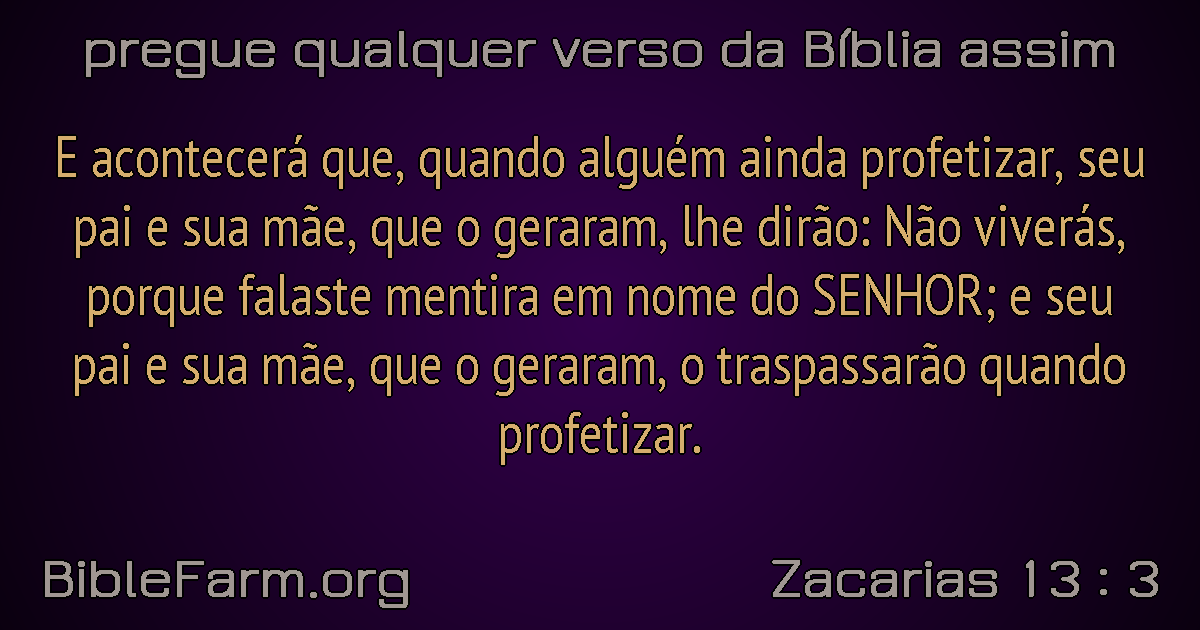 pregue qualquer verso da Bíblia assim
E acontecerá que, quando alguém ainda profetizar, seu
pai e sua mãe, que o geraram, lhe dirão: Não viverás,
porque falaste mentira em nome do SENHOR; e seu
pai e sua mãe, que o geraram, o traspassarão quando
profetizar.
BibleFarm.org
Zacarias 13 : 3